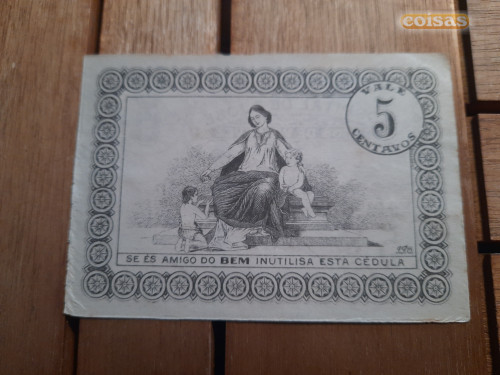 coisas
VALE
5
CENTAVOS
SE ÉS AMIGO DO BEM INUTILISA ESTA CÉDULA